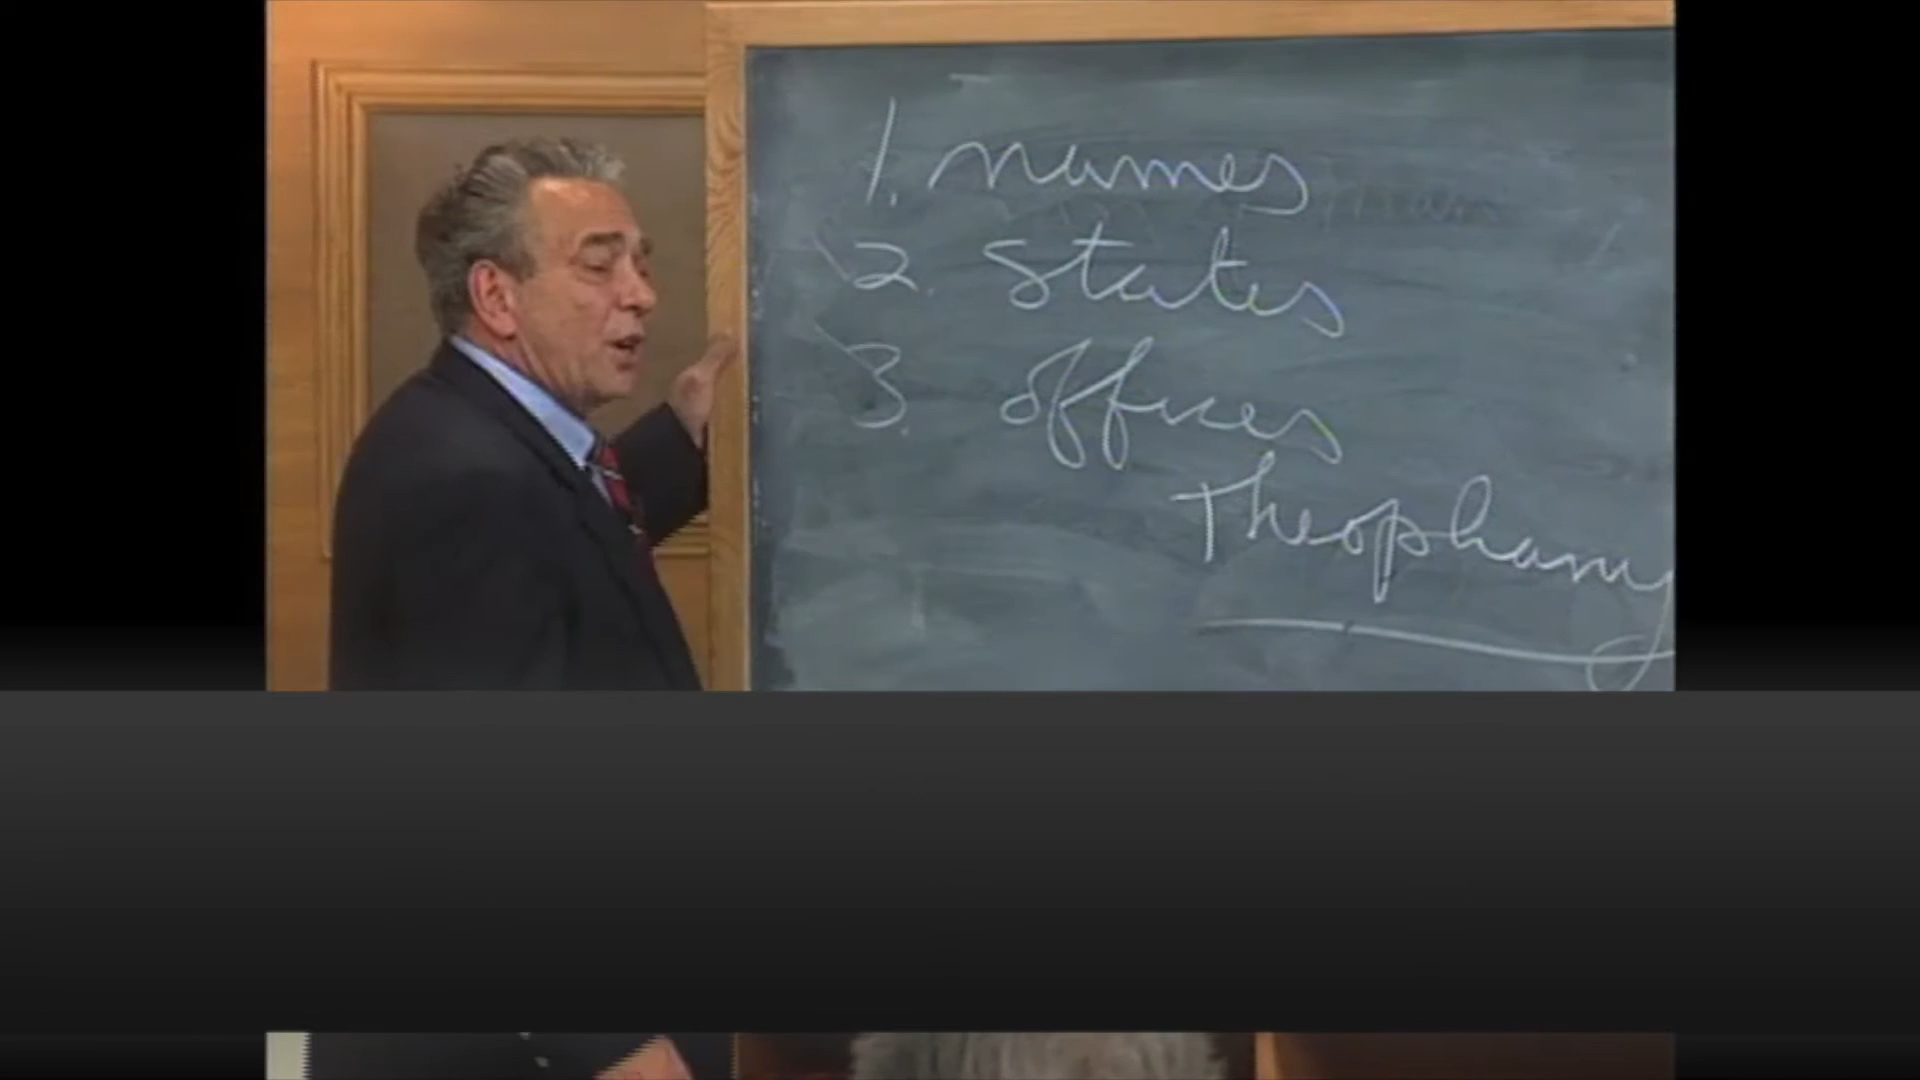 1. names
2. States
3. offices
Theophany